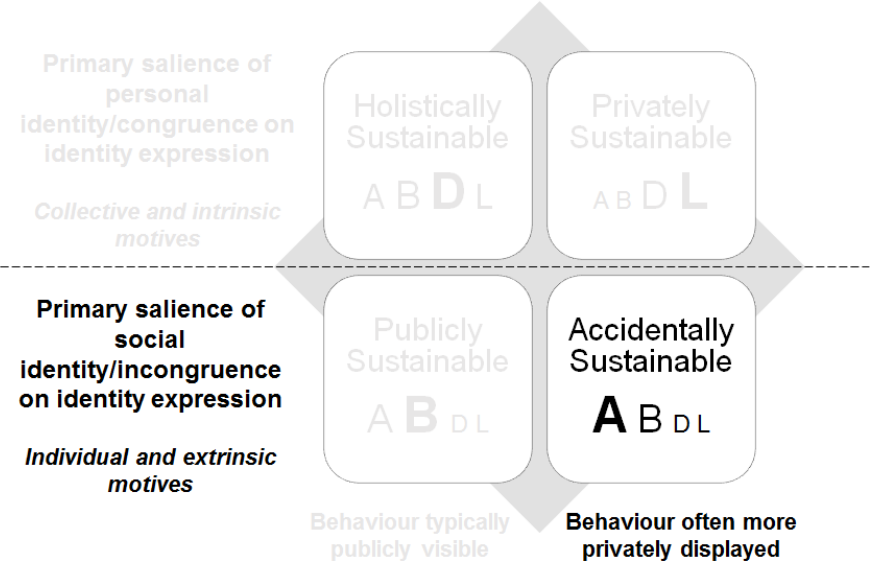 Primary salience of
personal
identity/congruence on
identity expression
Collective and intrinsic
motives
Holistically
Sustainable
A B D L
Privately
Sustainable
A B D L
Primary salience of
social
identity/incongruence
on identity expression
Individual and extrinsic
motives
Publicly
Sustainable
A B D L
Accidentally
Sustainable
A B D L
Behaviour typically
publicly visible
Behaviour often more
privately displayed